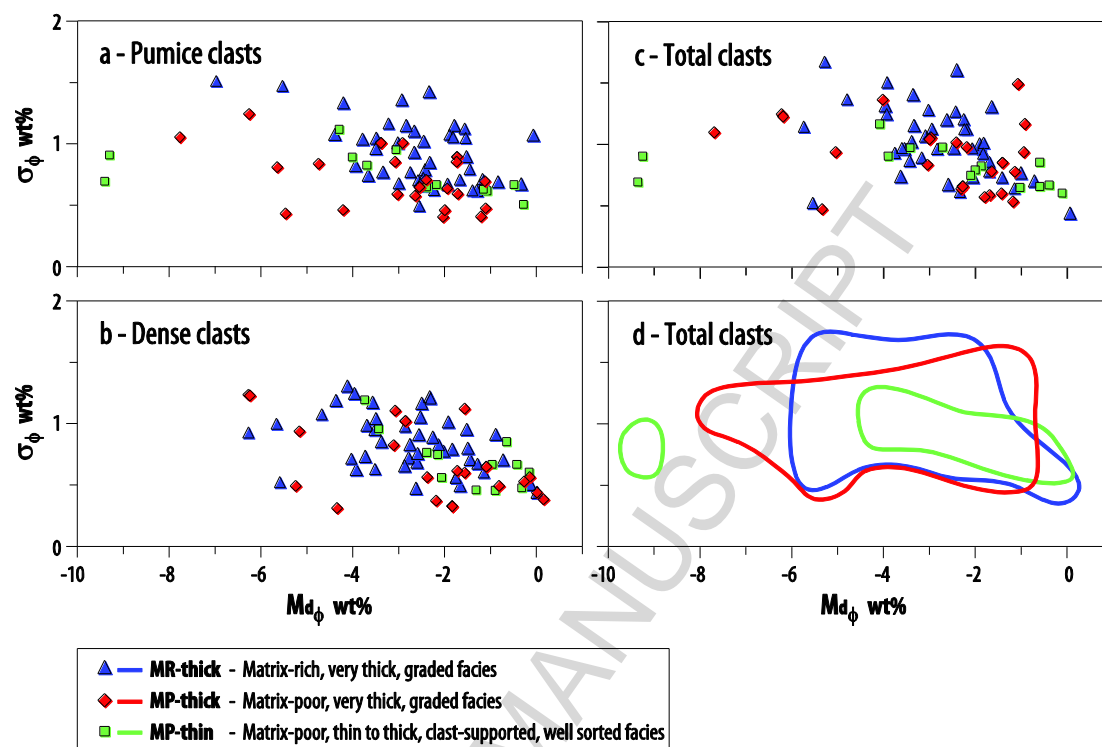 2
a - Pumice clasts
c - Total clasts
σϕ wt%
1
0
2
b - Dense clasts
d - Total clasts
σϕ wt%
1
0
-10 -8 -6 -4 -2 0
-10 -8 -6 -4 -2 0
Mdϕ wt%
Mdϕ wt%
MANUSCRIPT
MR-thick - Matrix-rich, very thick, graded facies
MP-thick - Matrix-poor, very thick, graded facies
MP-thin - Matrix-poor, thin to thick, clast-supported, well sorted facies